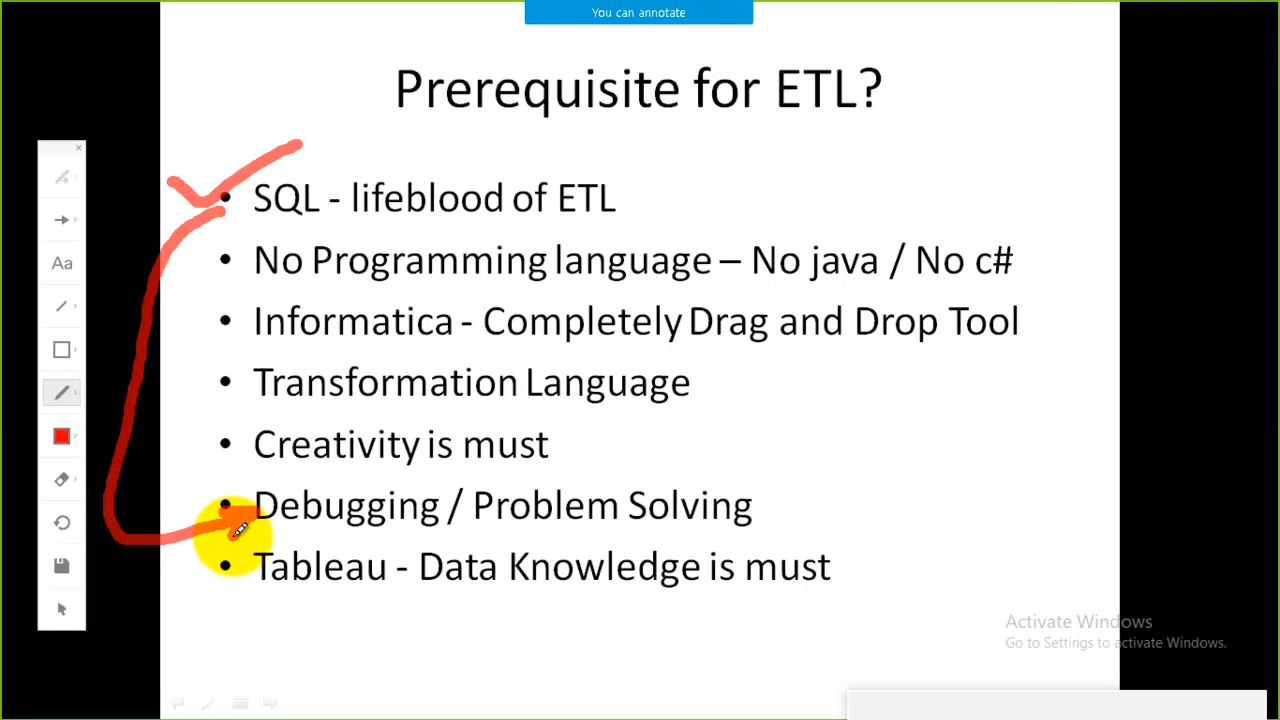 You can annotate
Prerequisite for ETL?
• SQL - lifeblood of ETL
• No Programming language – No java / No c#
• Informatica - Completely Drag and Drop Tool
• Transformation Language
• Creativity is must
• Debugging / Problem Solving
• Tableau - Data Knowledge is must
Aa
Activate Windows
Go to Settings to activate Windows.